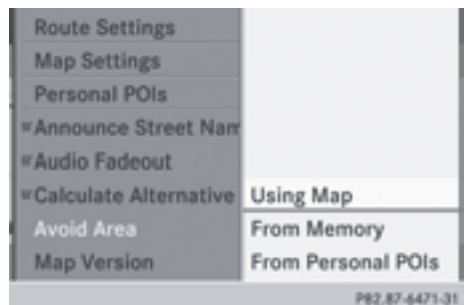 Route Settings
Map Settings
Personal POIs
Announce Street Nam
Audio Fadeout
Calculate Alternative
Avoid Area
Map Version
Using Map
From Memory
From Personal POIs
P82.87-6471-31